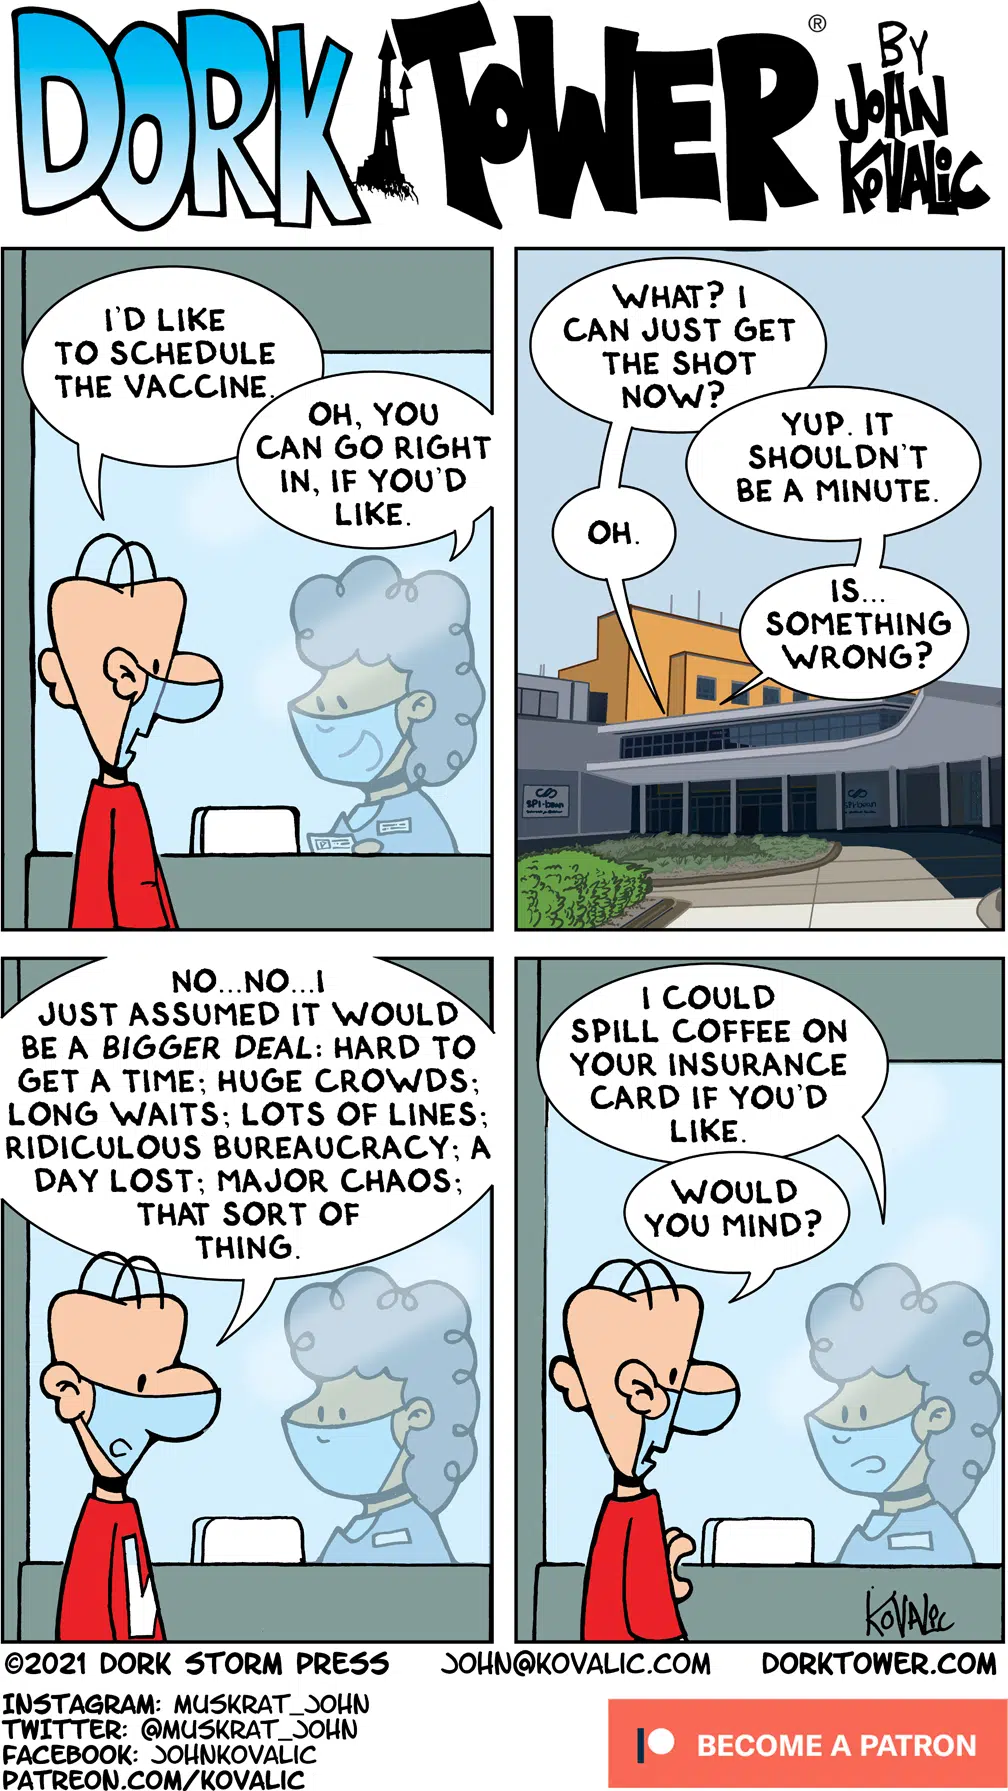 DORK TOWER®
BY
JOHN
KOVALIC
I'D LIKE
TO SCHEDULE
THE VACCINE.
OH, YOU
CAN GO RIGHT
IN, IF YOU'D
LIKE.
WHAT? I
CAN JUST GET
THE SHOT
NOW?
YUP. IT
SHOULDN'T
BE A MINUTE.
OH.
IS...
SOMETHING
WRONG?
SPI-bean
SPI-bean
NO...NO...I
JUST ASSUMED IT WOULD
BE A BIGGER DEAL: HARD TO
GET A TIME; HUGE CROWDS;
LONG WAITS; LOTS OF LINES;
RIDICULOUS BUREAUCRACY; A
DAY LOST; MAJOR CHAOS;
THAT SORT OF
THING.
I COULD
SPILL COFFEE ON
YOUR INSURANCE
CARD IF YOU'D
LIKE.
WOULD
YOU MIND?
KOVALIC
©2021 DORK STORM PRESS JOHN@KOVALIC.COM DORKTOWER.COM
INSTAGRAM: MUSKRAT_JOHN
TWITTER: @MUSKRAT_JOHN
FACEBOOK: JOHNKOVALIC
PATREON.COM/KOVALIC
BECOME A PATRON